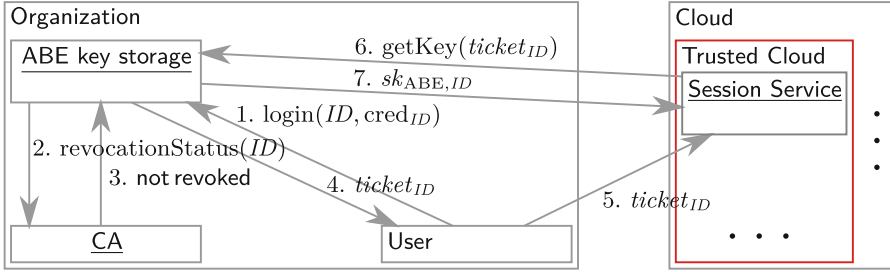 Organization
Cloud
ABE key storage
6. getKey(ticket_ID)
Trusted Cloud
7. sk_ABE,ID
Session Service
1. login(ID, cred_ID)
2. revocationStatus(ID)
3. not revoked
4. ticket_ID
5. ticket_ID
CA
User